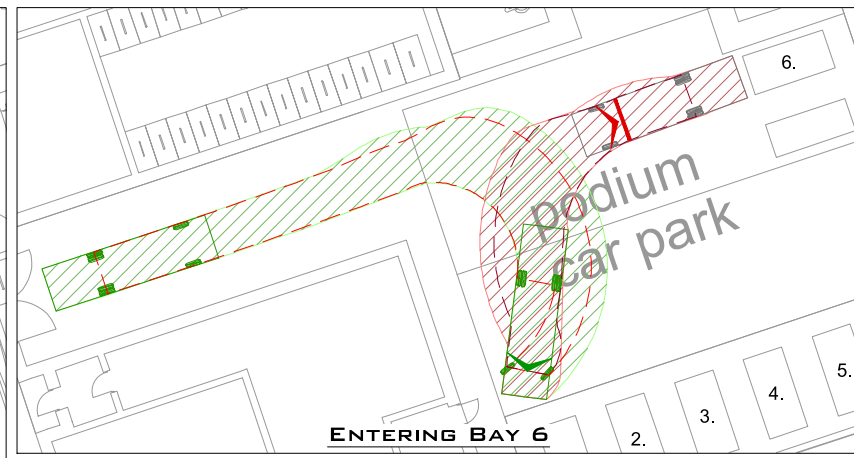 6.
podium
car park
5.
4.
3.
2.
ENTERING BAY 6